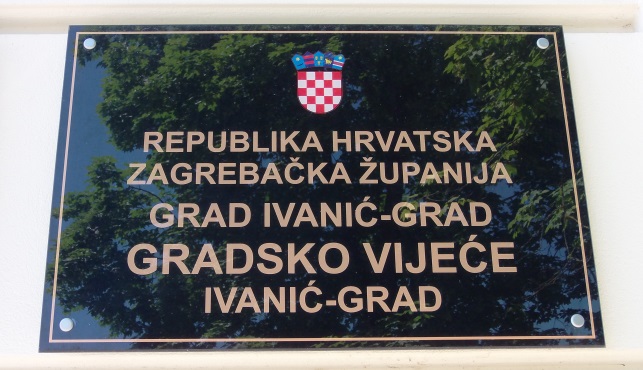 REPUBLIKA HRVATSKA
ZAGREBAČKA ŽUPANIJA
GRAD IVANIĆ-GRAD
GRADSKO VIJEĆE
IVANIĆ-GRAD